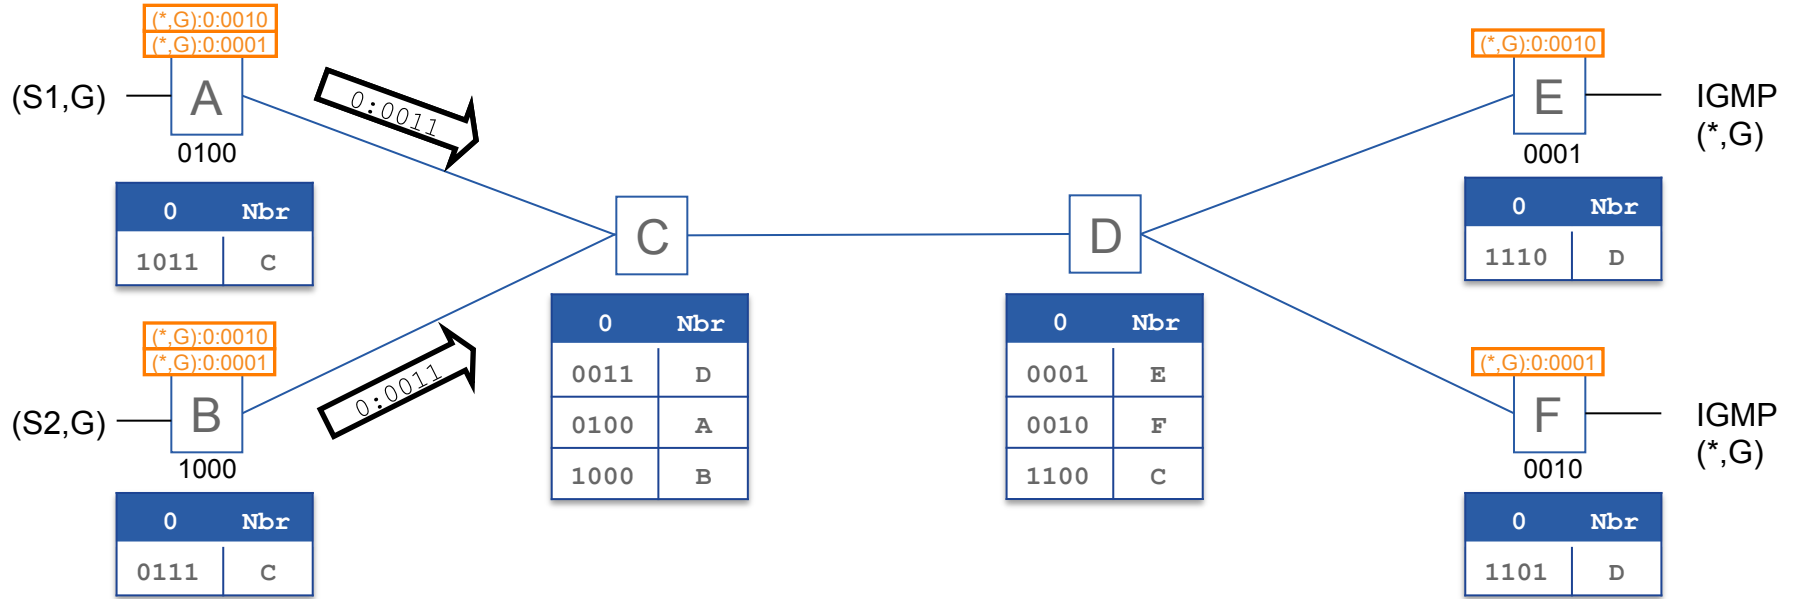 (*,G):0:0010
(*,G):0:0001
(S1,G)
A
0100
0:0011
0 Nbr
1011 C
(*,G):0:0010
(*,G):0:0001
(S2,G)
B
1000
0:0011
0 Nbr
0111 C
C
0 Nbr
0011 D
0100 A
1000 B
D
0 Nbr
0001 E
0010 F
1100 C
(*,G):0:0010
E
0001
IGMP
(*,G)
0 Nbr
1110 D
(*,G):0:0001
F
0010
IGMP
(*,G)
0 Nbr
1101 D